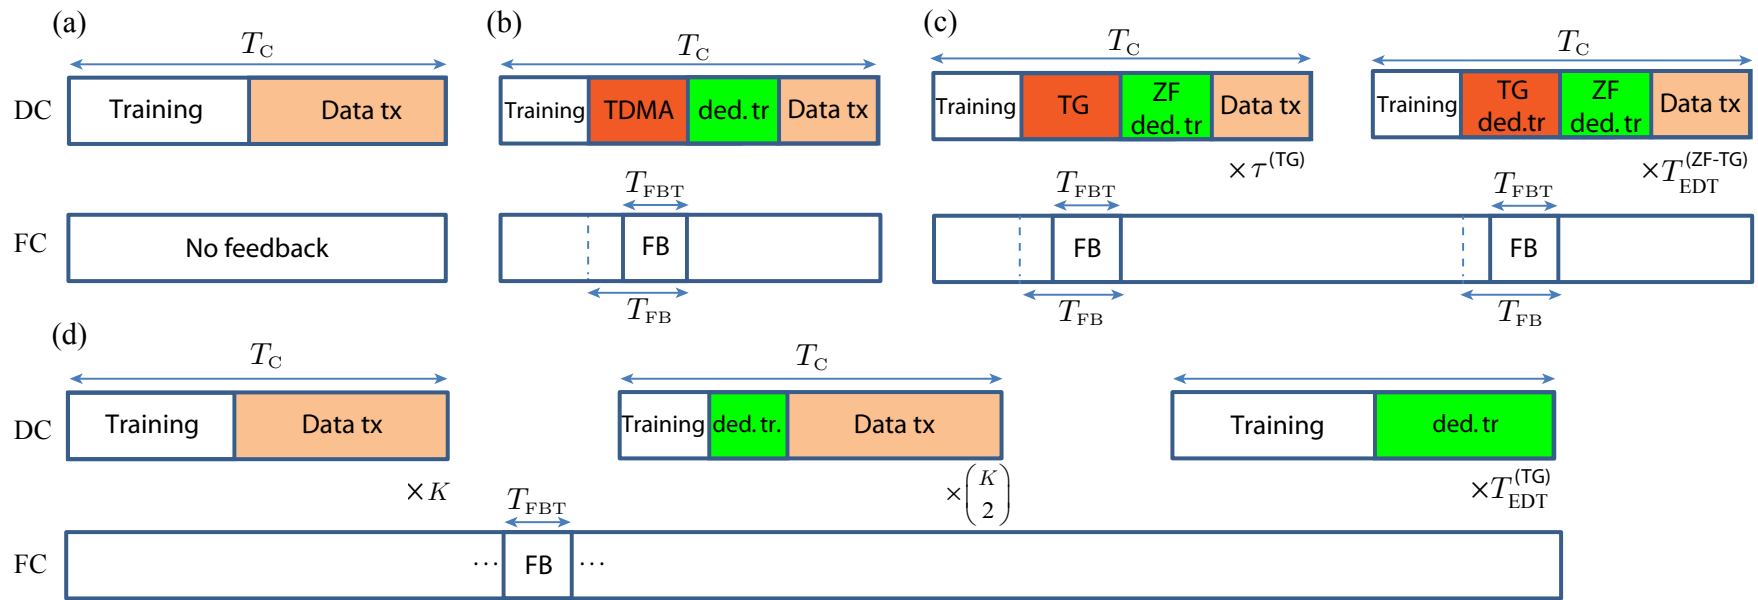 (a) (b) (c)
T_C T_C T_C T_C
DC Training Data tx Training TDMA ded. tr Data tx Training TG ZF ded. tr Data tx Training TG ded.tr ZF ded. tr Data tx
×τ^(TG) ×T_EDT^(ZF-TG)
T_FBT T_FBT T_FBT
FC No feedback FB FB FB
T_FB T_FB T_FB
(d)
T_C T_C
DC Training Data tx Training ded. tr. Data tx Training ded. tr
×K ×(K 2) ×T_EDT^(TG)
T_FBT
FC ··· FB ···